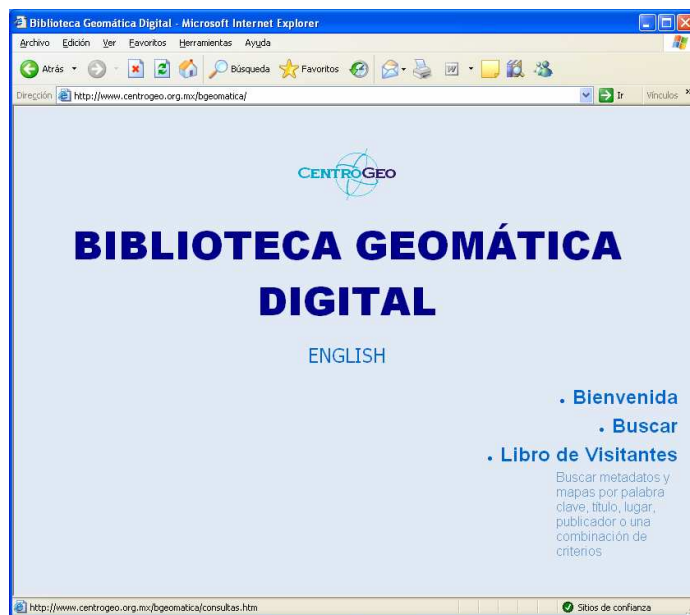 Biblioteca Geomática Digital - Microsoft Internet Explorer
Archivo Edición Ver Favoritos Herramientas Ayuda
Atrás Búsqueda Favoritos
Dirección http://www.centrogeo.org.mx/bgeomatica/ Ir Vínculos »
CENTROGEO
BIBLIOTECA GEOMÁTICA
DIGITAL
ENGLISH
• Bienvenida
• Buscar
• Libro de Visitantes
Buscar metadatos y
mapas por palabra
clave, título, lugar,
publicador o una
combinación de
criterios
http://www.centrogeo.org.mx/bgeomatica/consultas.htm Sitios de confianza